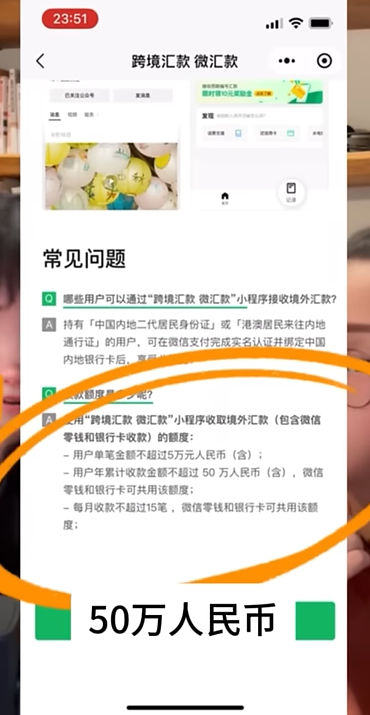 23:51
跨境汇款 微汇款
已关注公众号
发消息
消息 视频 服务
限时领10元奖励金
发现
记录
常见问题
Q 哪些用户可以通过“跨境汇款 微汇款”小程序接收境外汇款？
A 持有「中国内地二代居民身份证」或「港澳居民来往内地
通行证」的用户，可在微信支付完成实名认证并绑定中国
内地银行卡后，
Q 额度是多少呢？
A 使用“跨境汇款 微汇款”小程序收取境外汇款（包含微信
零钱和银行卡收款）的额度：
- 用户单笔金额不超过5万元人民币（含）；
- 用户年累计收款金额不超过 50 万人民币（含），微信
零钱和银行卡可共用该额度；
- 每月收款不超过15笔 ，微信零钱和银行卡可共用该额
度；
50万人民币